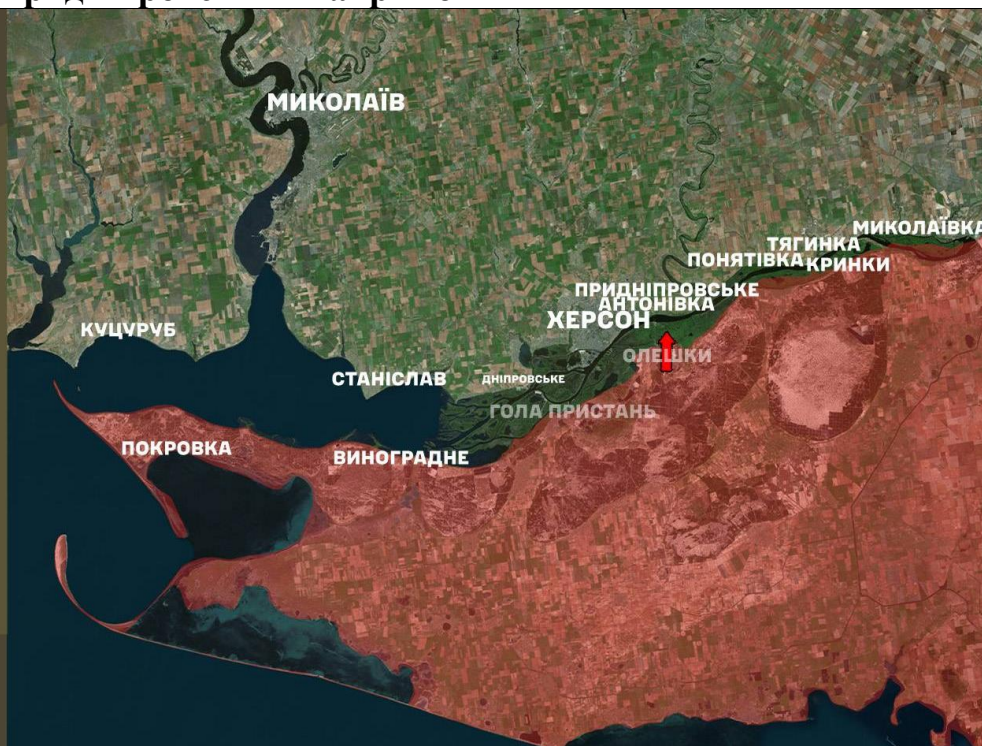 МИКОЛАЇВ
МИКОЛАЇВКА
ТЯГИНКА
ПОНЯТІВКА
КРИНКИ
ПРИДНІПРОВСЬКЕ
АНТОНІВКА
ХЕРСОН
КУЦУРУБ
ОЛЕШКИ
СТАНІСЛАВ
ДНІПРОВСЬКЕ
ГОЛА ПРИСТАНЬ
ПОКРОВКА
ВИНОГРАДНЕ